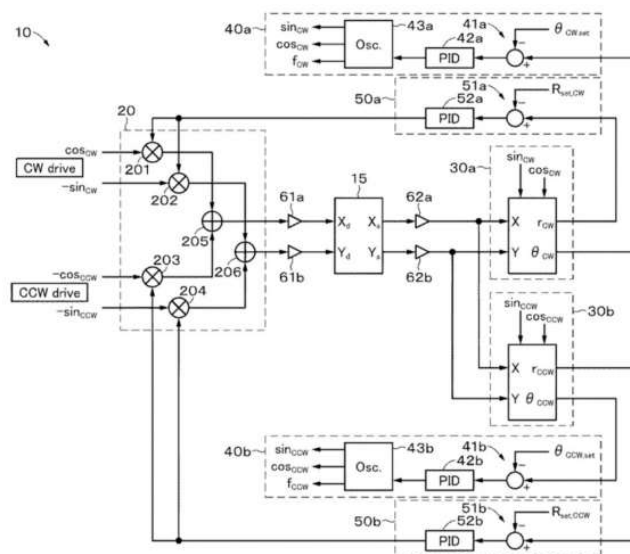 10
40a
sin_CW
cos_CW
f_CW
43a
Osc.
42a
PID
41a
−
+
θ_CW,set
50a
52a
PID
51a
−
+
R_set,CW
20
cos_CW
CW drive
201
−sin_CW
202
205
206
−cos_CCW
203
CCW drive
204
−sin_CCW
61a
61b
15
X_d X_s
Y_d Y_s
62a
62b
30a
sin_CW
cos_CW
X r_CW
Y θ_CW
sin_CCW
cos_CCW
30b
X r_CCW
Y θ_CCW
40b
sin_CCW
cos_CCW
f_CCW
43b
Osc.
42b
PID
41b
−
+
θ_CCW,set
50b
52b
PID
51b
−
+
R_set,CCW